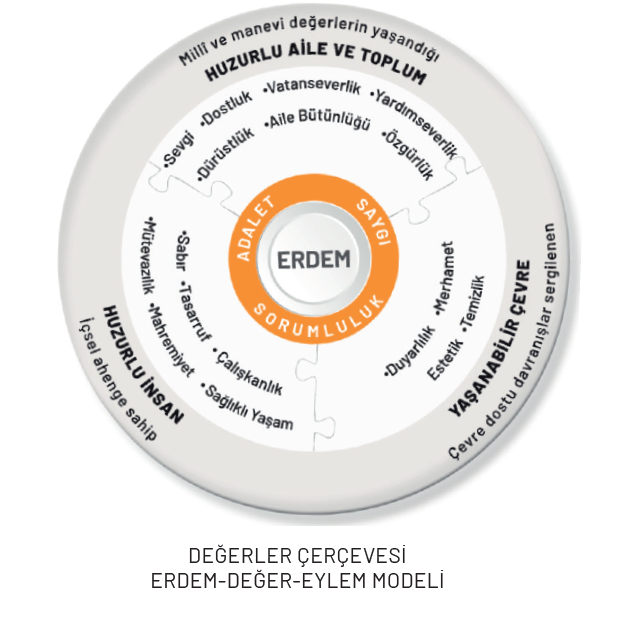 Millî ve manevi değerlerin yaşandığı
HUZURLU AİLE VE TOPLUM
•Sevgi •Dostluk •Vatanseverlik •Yardımseverlik
•Dürüstlük •Aile Bütünlüğü •Özgürlük
ADALET SAYGI
ERDEM
SORUMLULUK
•Mütevazılık •Mahremiyet •Sağlıklı Yaşam
•Sabır •Tasarruf •Çalışkanlık
HUZURLU İNSAN
İçsel ahenge sahip
•Duyarlılık •Merhamet
Estetik •Temizlik
YAŞANABİLİR ÇEVRE
Çevre dostu davranışlar sergilenen
DEĞERLER ÇERÇEVESİ
ERDEM-DEĞER-EYLEM MODELİ